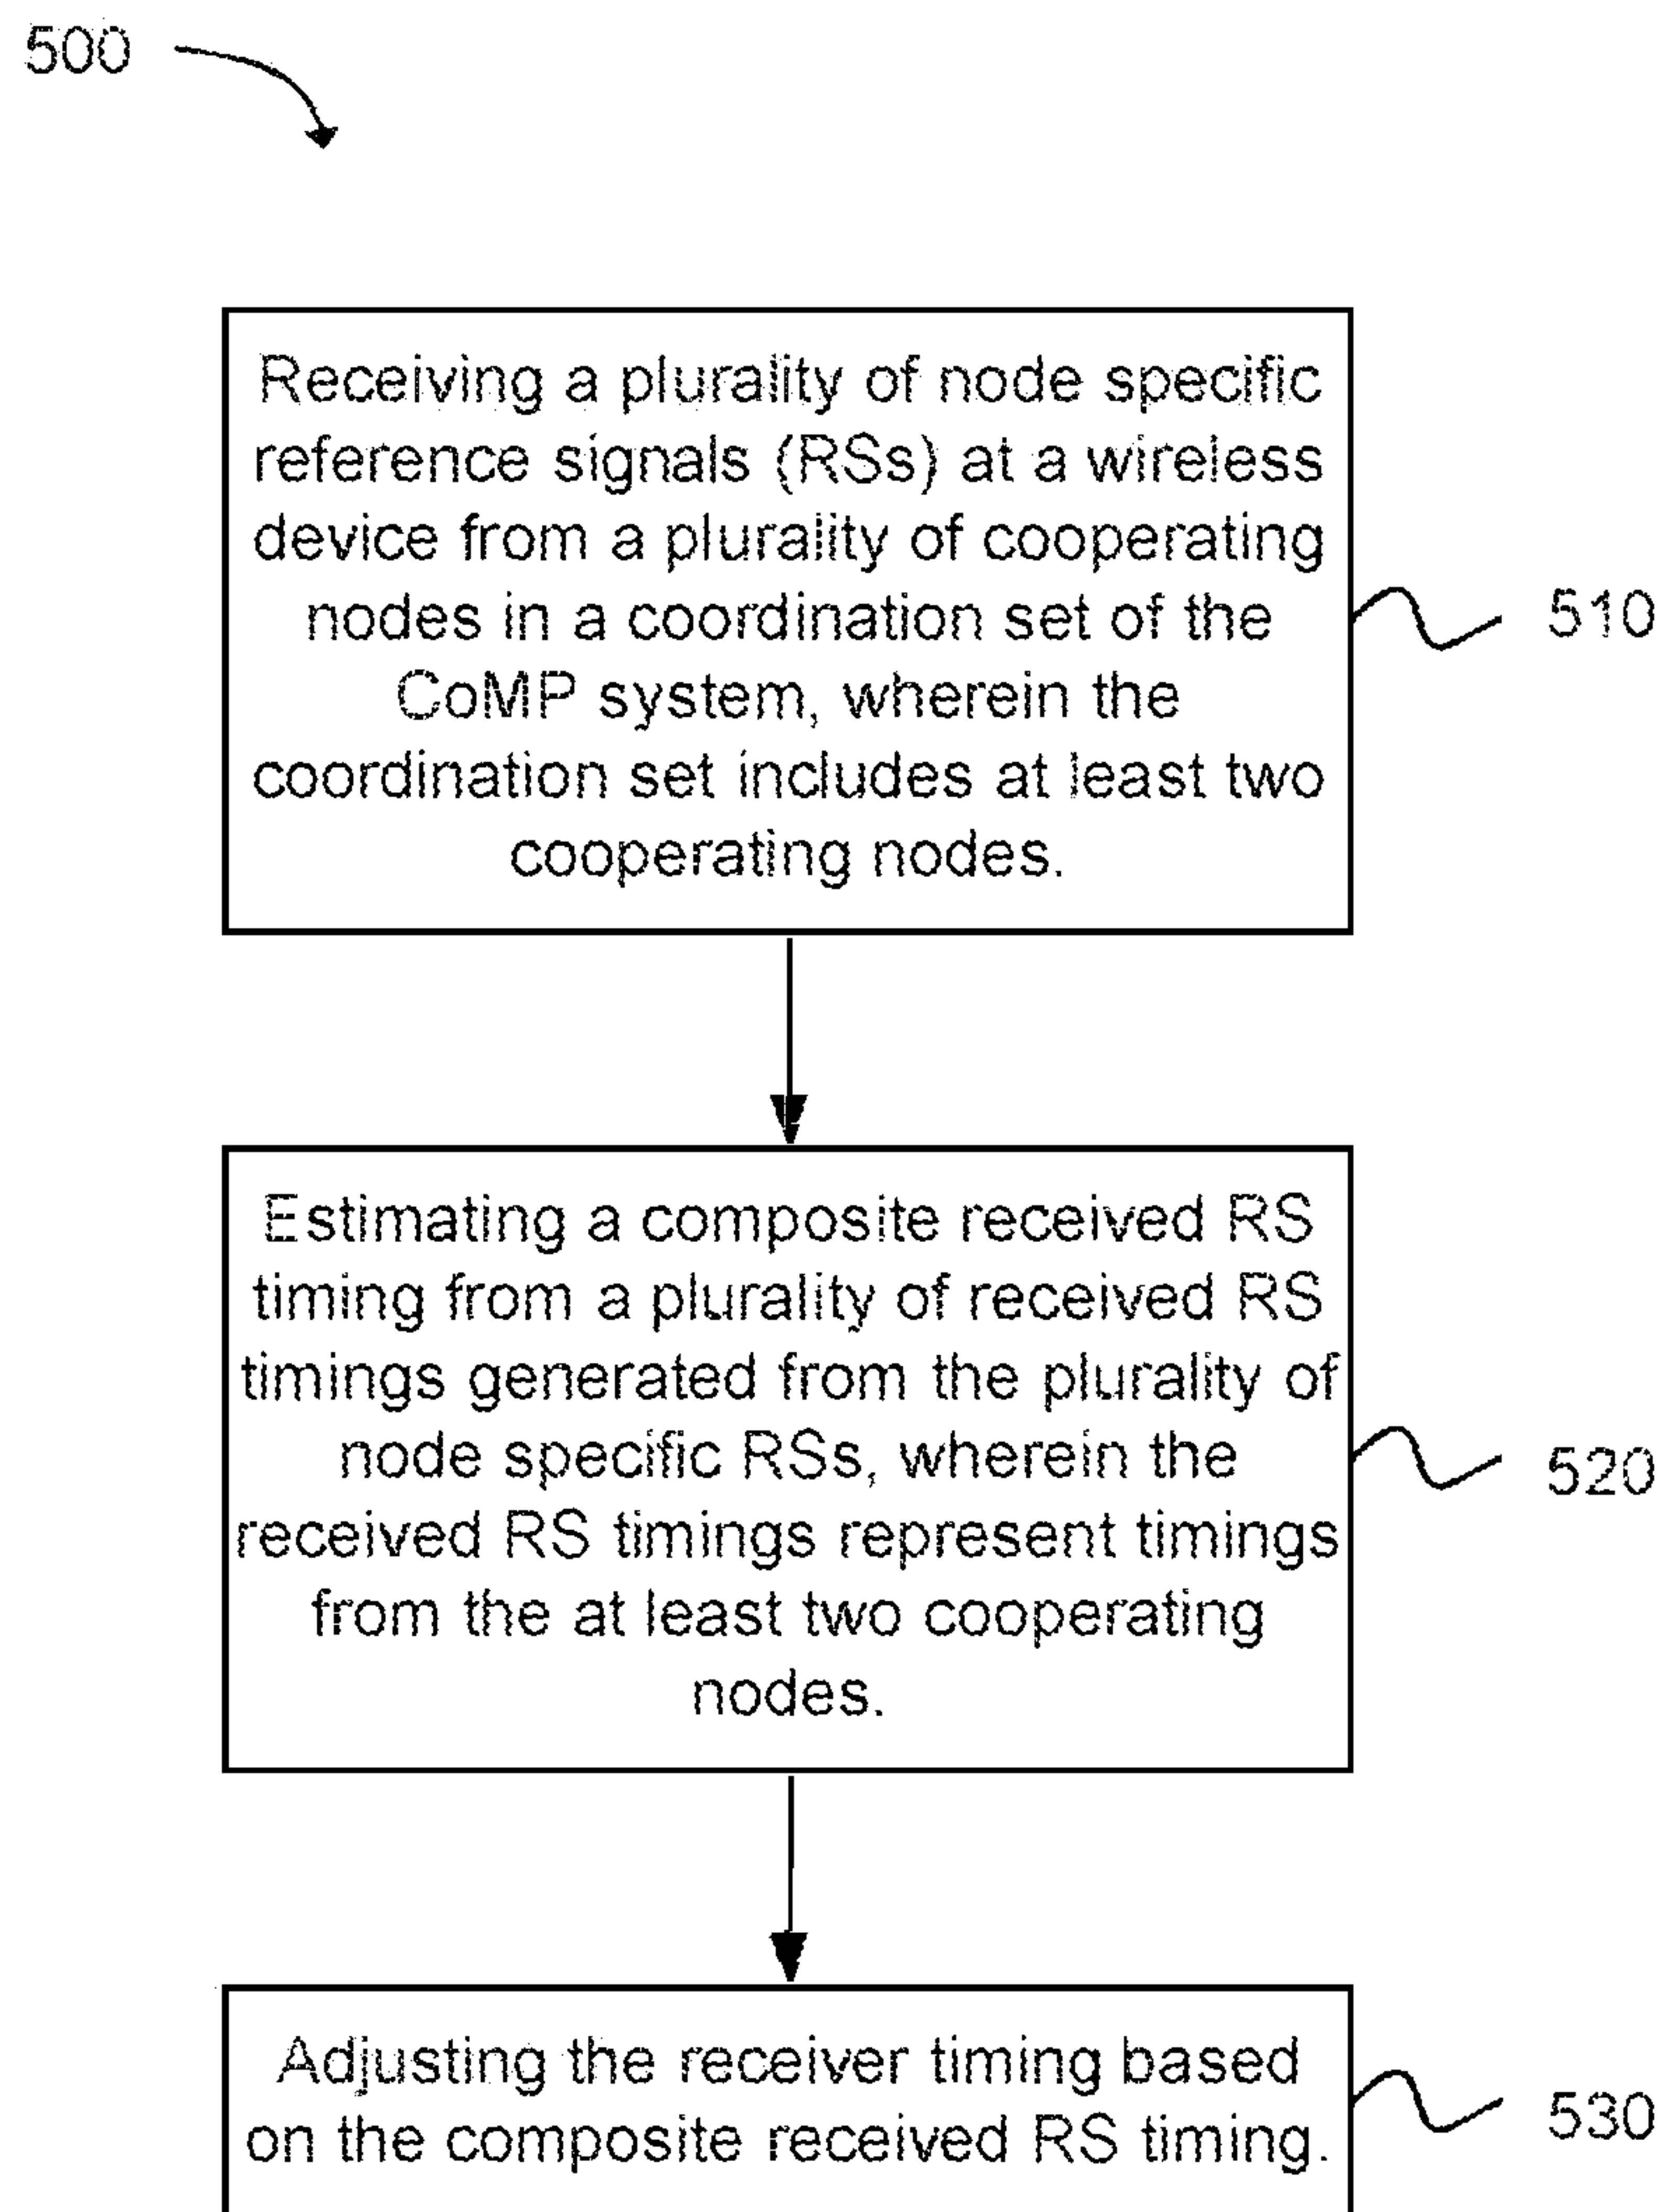 500
Receiving a plurality of node specific
reference signals (RSs) at a wireless
device from a plurality of cooperating
nodes in a coordination set of the
CoMP system, wherein the
coordination set includes at least two
cooperating nodes.
510
Estimating a composite received RS
timing from a plurality of received RS
timings generated from the plurality of
node specific RSs, wherein the
received RS timings represent timings
from the at least two cooperating
nodes.
520
Adjusting the receiver timing based
on the composite received RS timing.
530